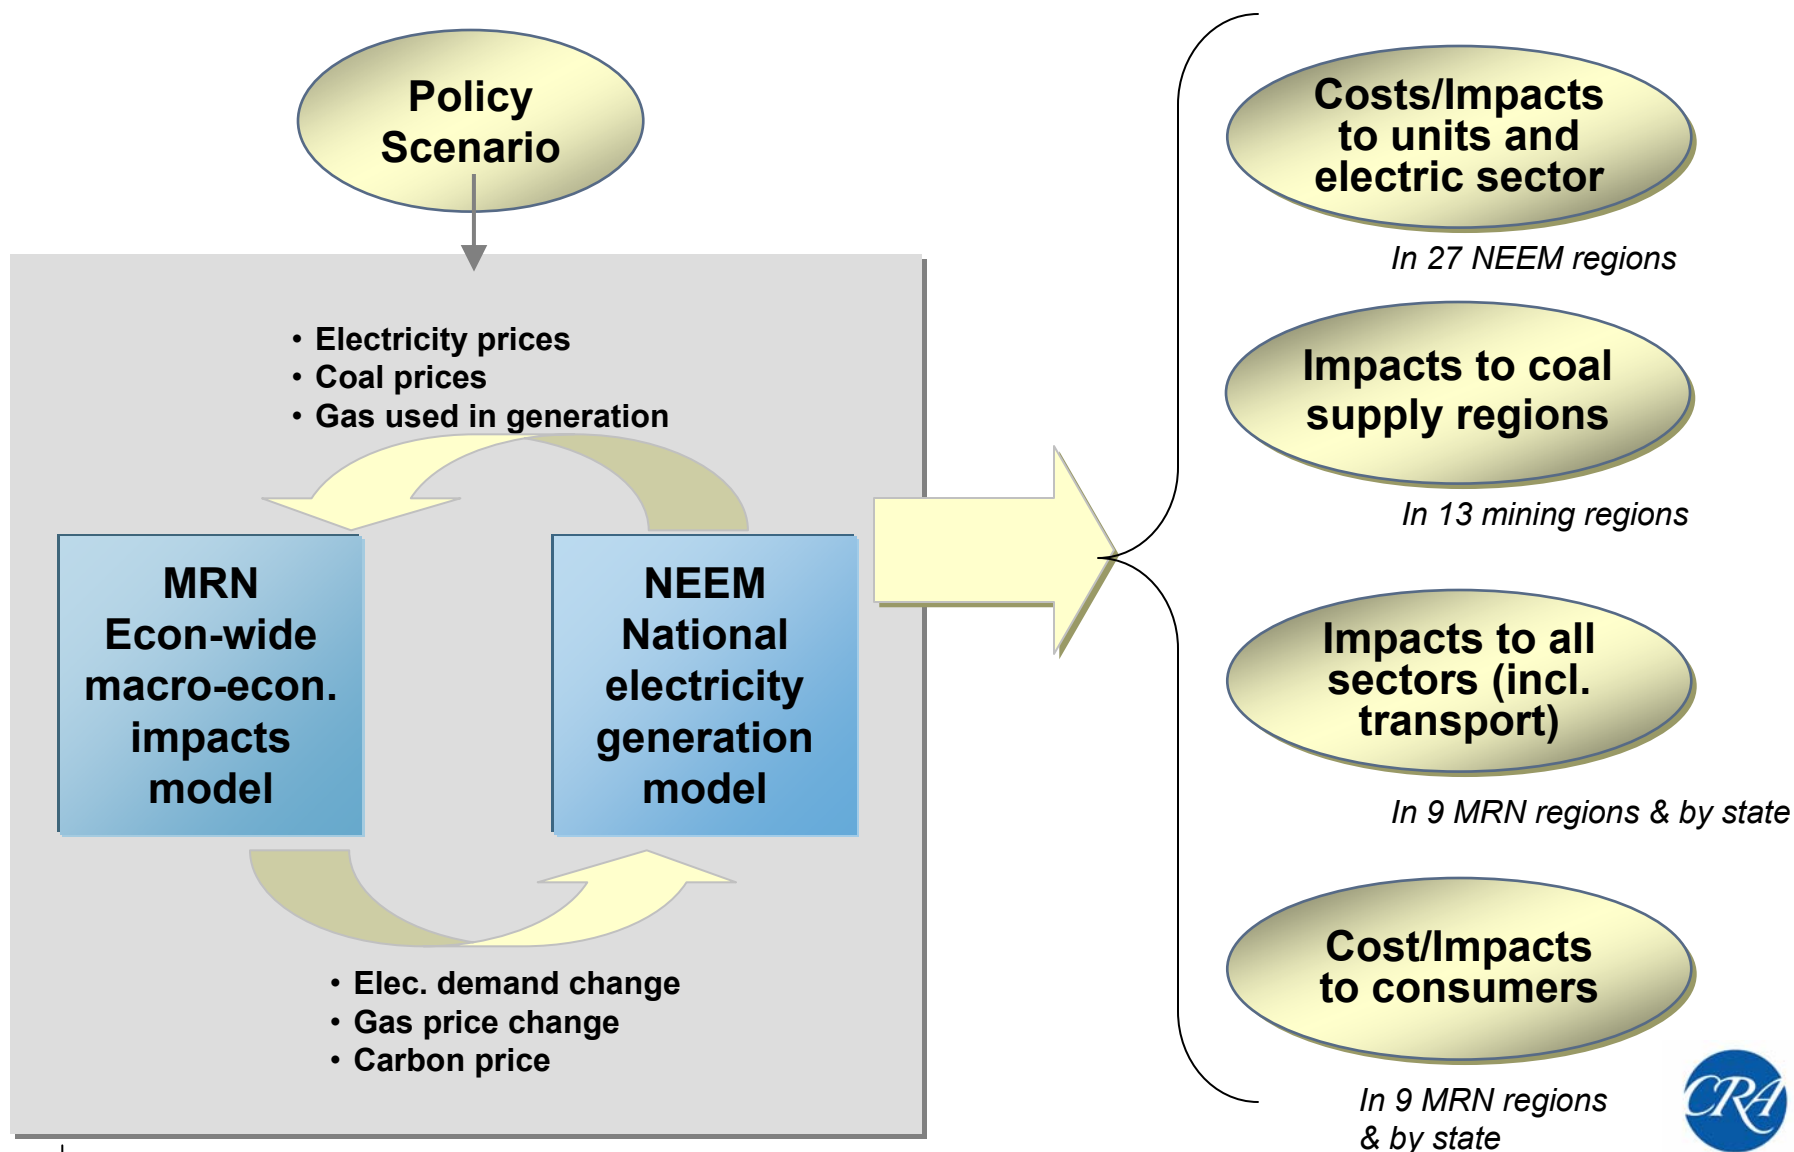 Policy
Scenario
• Electricity prices
• Coal prices
• Gas used in generation
MRN
Econ-wide
macro-econ.
impacts
model
NEEM
National
electricity
generation
model
• Elec. demand change
• Gas price change
• Carbon price
Costs/Impacts
to units and
electric sector
In 27 NEEM regions
Impacts to coal
supply regions
In 13 mining regions
Impacts to all
sectors (incl.
transport)
In 9 MRN regions & by state
Cost/Impacts
to consumers
In 9 MRN regions
& by state
CRA